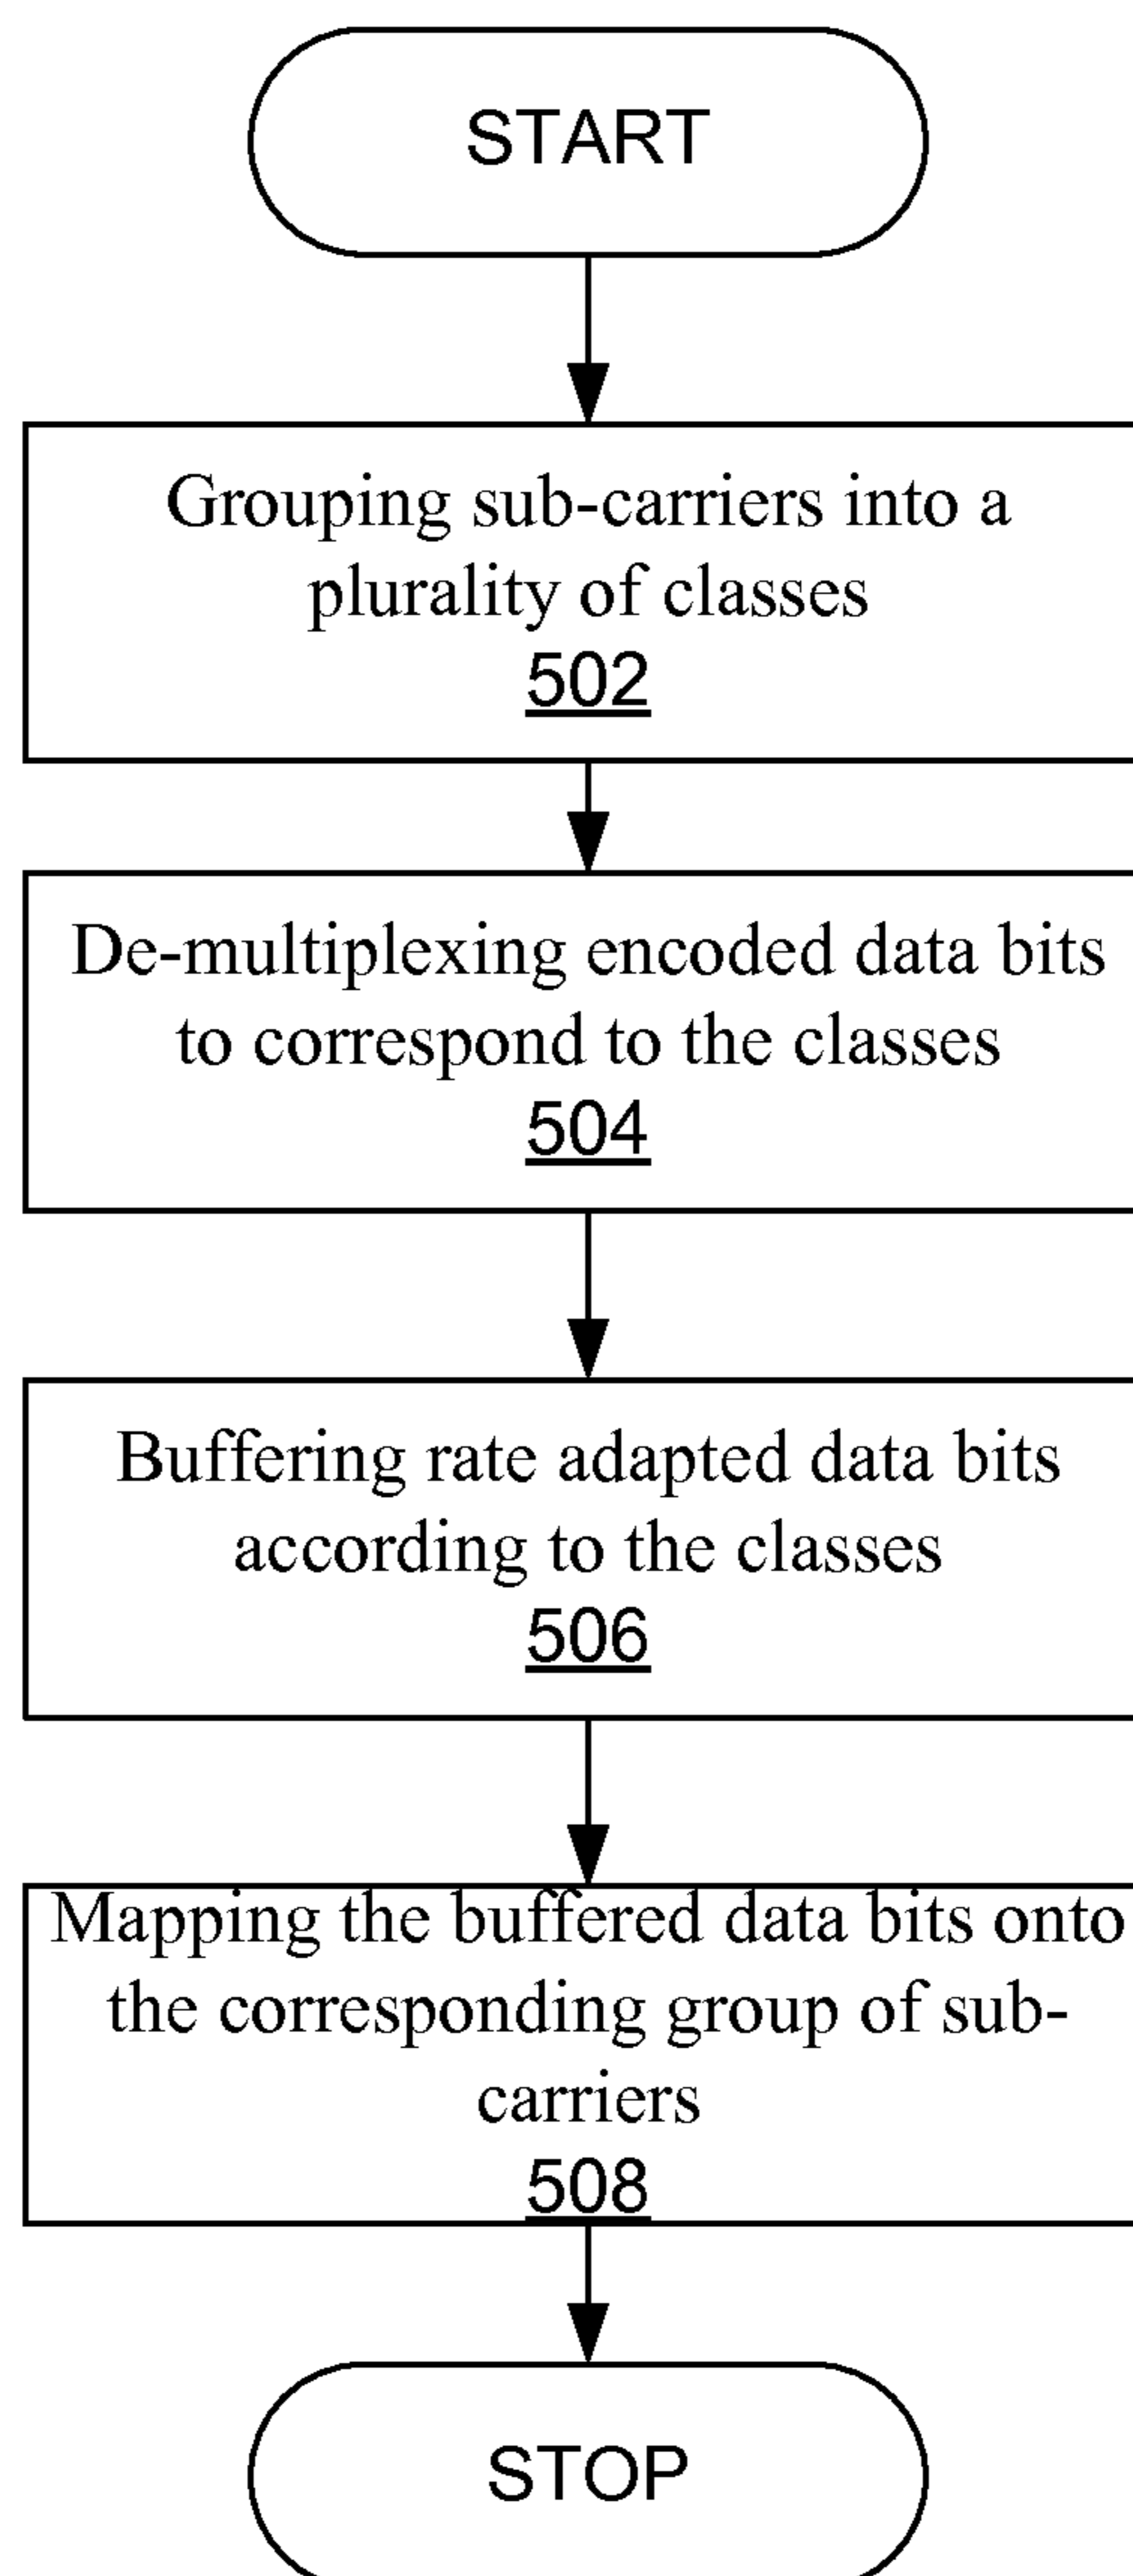 START
Grouping sub-carriers into a
plurality of classes
502
De-multiplexing encoded data bits
to correspond to the classes
504
Buffering rate adapted data bits
according to the classes
506
Mapping the buffered data bits onto
the corresponding group of sub-
carriers
508
STOP